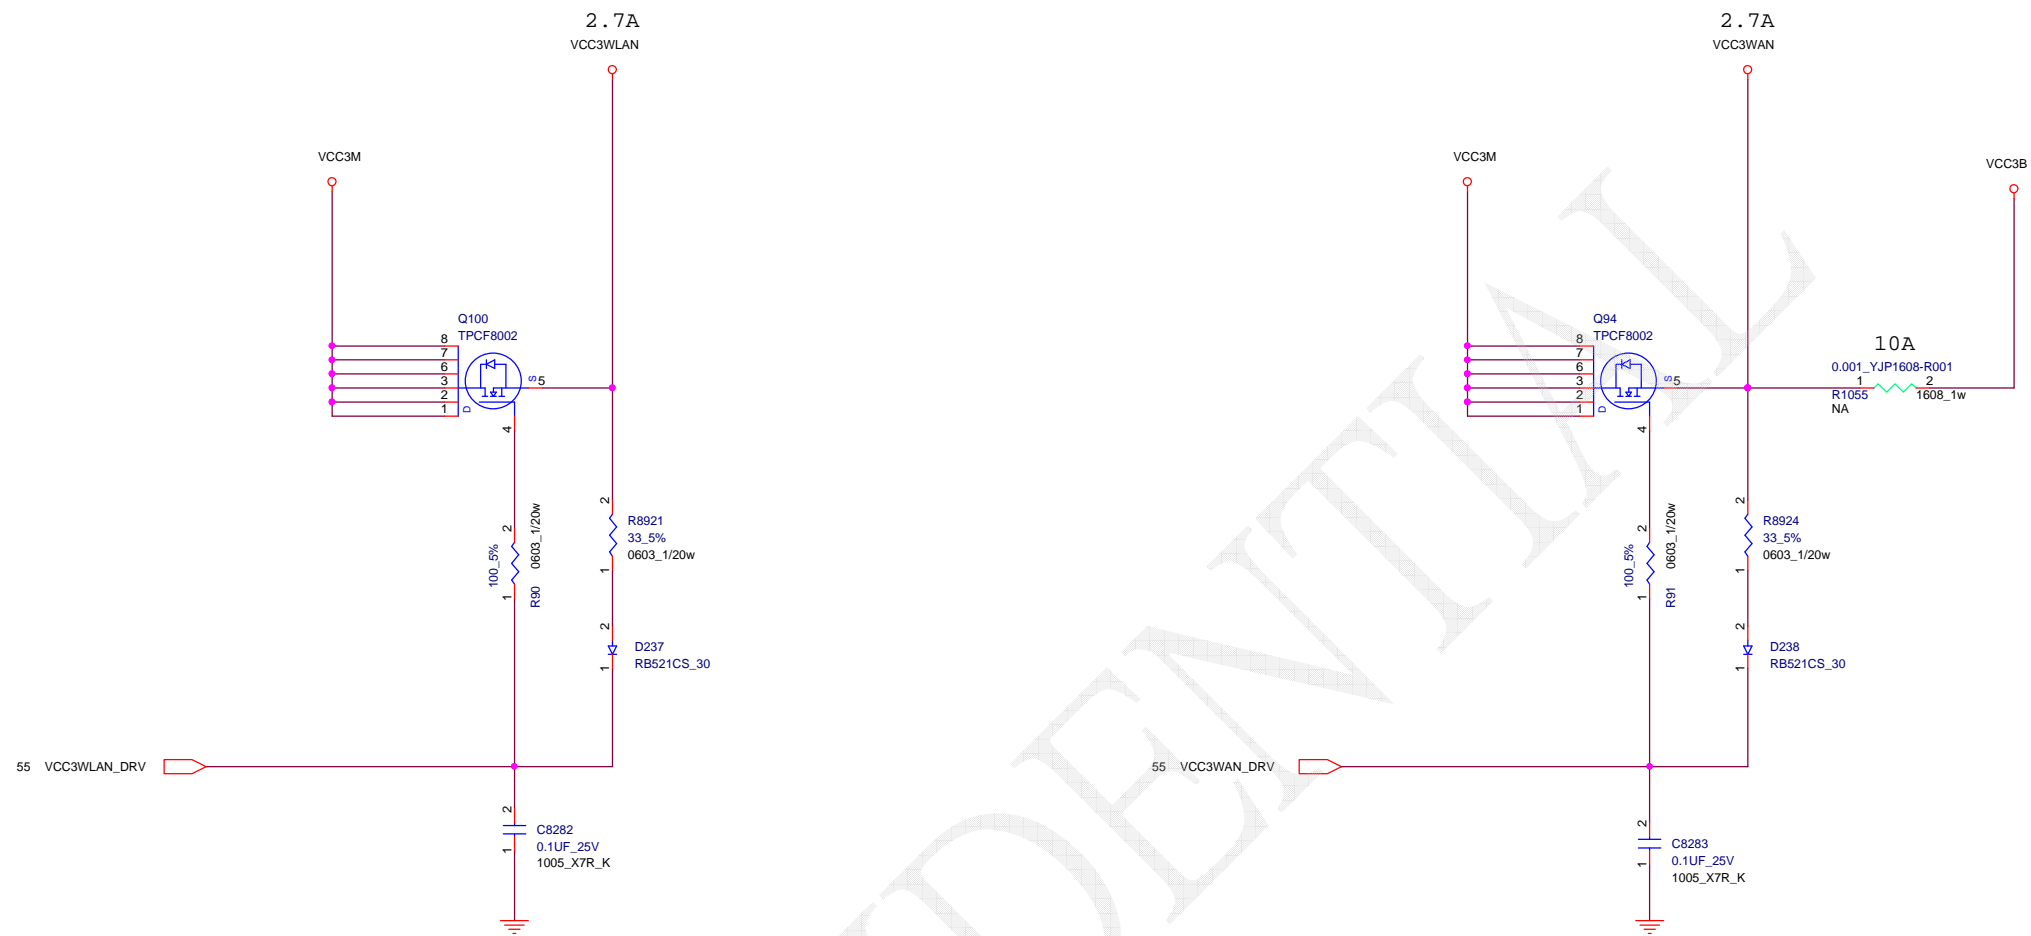 2.7A
VCC3WLAN
VCC3M
Q100
TPCF8002
8
7
6
3
2
1
D
S
5
4
2
100_5%
0603_1/20w
1
R90
2
R8921
33_5%
0603_1/20w
1
2
D237
RB521CS_30
1
55 VCC3WLAN_DRV
2
C8282
0.1UF_25V
1
1005_X7R_K
2.7A
VCC3WAN
VCC3M
VCC3B
Q94
TPCF8002
8
7
6
3
2
1
D
S
5
4
10A
0.001_YJP1608-R001
1 2
R1055 1608_1w
NA
2
100_5%
0603_1/20w
1
R91
2
R8924
33_5%
0603_1/20w
1
2
D238
RB521CS_30
1
55 VCC3WAN_DRV
2
C8283
0.1UF_25V
1
1005_X7R_K
DENTIAL